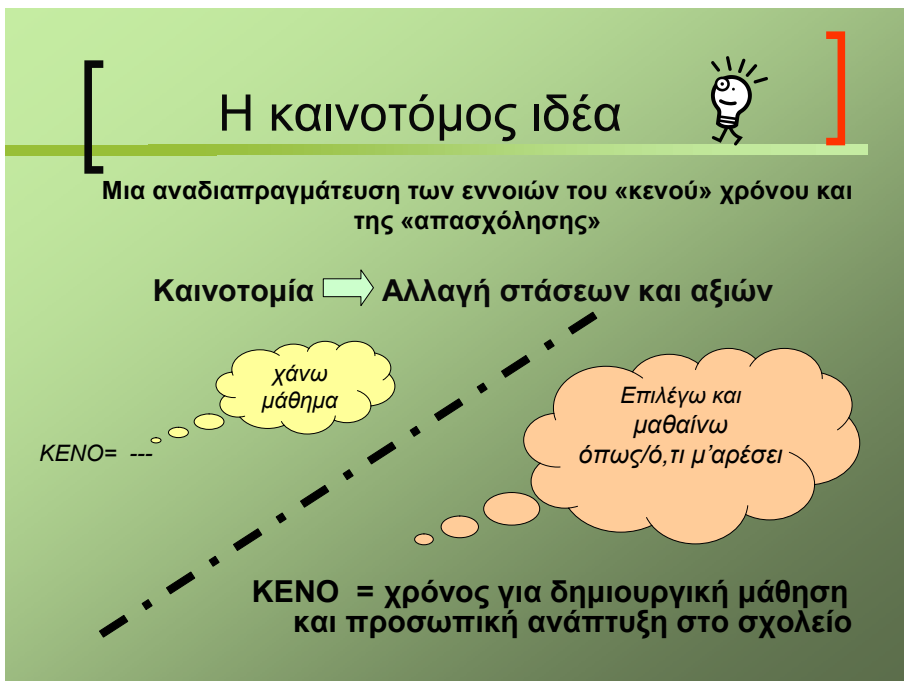 Η καινοτόμος ιδέα
Μια αναδιαπραγμάτευση των εννοιών του «κενού» χρόνου και
της «απασχόλησης»
Καινοτομία Αλλαγή στάσεων και αξιών
χάνω
μάθημα
ΚΕΝΟ= ---
Επιλέγω και
μαθαίνω
όπως/ό,τι μ'αρέσει
ΚΕΝΟ = χρόνος για δημιουργική μάθηση
και προσωπική ανάπτυξη στο σχολείο